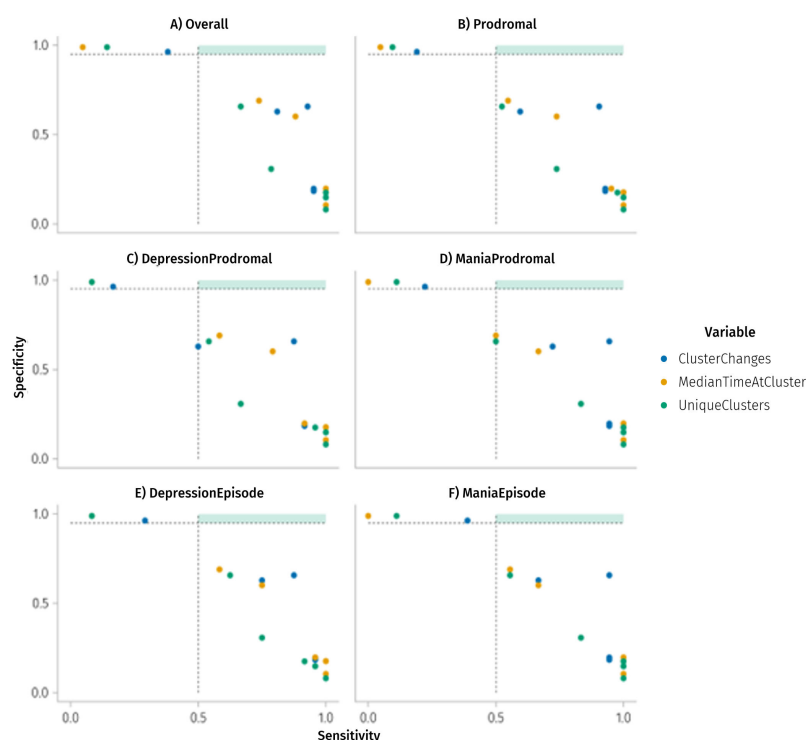 A) Overall
B) Prodromal
1.0
0.5
0.0
C) DepressionProdromal
D) ManiaProdromal
1.0
0.5
0.0
Specificity
Variable
ClusterChanges
MedianTimeAtCluster
UniqueClusters
E) DepressionEpisode
F) ManiaEpisode
1.0
0.5
0.0
0.0 0.5 1.0 0.0 0.5 1.0
Sensitivity